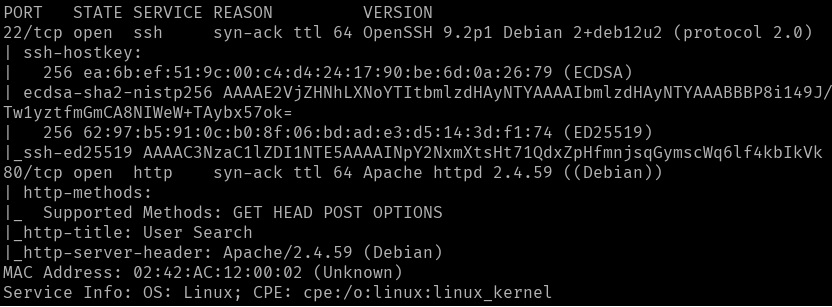 PORT   STATE SERVICE REASON         VERSION
22/tcp open  ssh     syn-ack ttl 64 OpenSSH 9.2p1 Debian 2+deb12u2 (protocol 2.0)
| ssh-hostkey:
|   256 ea:6b:ef:51:9c:00:c4:d4:24:17:90:be:6d:0a:26:79 (ECDSA)
| ecdsa-sha2-nistp256 AAAAE2VjZHNhLXNoYTItbmlzdHAyNTYAAAAIbmlzdHAyNTYAAABBBP8i149J/
Tw1yztfmGmCA8NIWeW+TAybx57ok=
|   256 62:97:b5:91:0c:b0:8f:06:bd:ad:e3:d5:14:3d:f1:74 (ED25519)
|_ssh-ed25519 AAAAC3NzaC1lZDI1NTE5AAAAINpY2NxmXtsHt71QdxZpHfmnjsqGymscWq6lf4kbIkVk
80/tcp open  http    syn-ack ttl 64 Apache httpd 2.4.59 ((Debian))
| http-methods:
|_  Supported Methods: GET HEAD POST OPTIONS
|_http-title: User Search
|_http-server-header: Apache/2.4.59 (Debian)
MAC Address: 02:42:AC:12:00:02 (Unknown)
Service Info: OS: Linux; CPE: cpe:/o:linux:linux_kernel